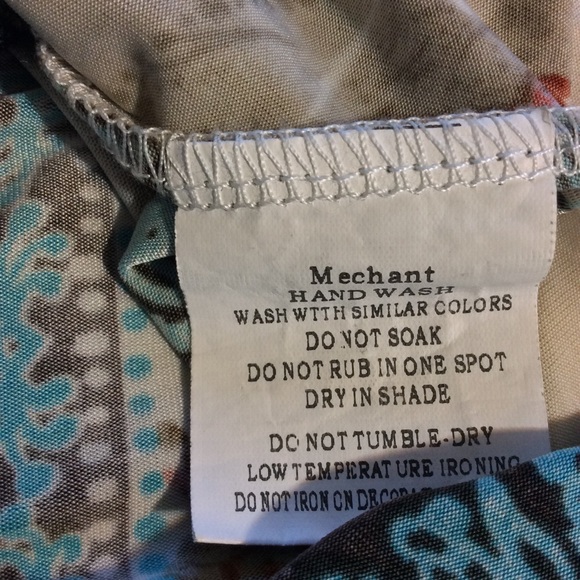 Mechant
HAND WASH
WASH WTTH SIMILAR COLORS
DO NOT SOAK
DO NOT RUB IN ONE SPOT
DRY IN SHADE
DO NOT TUMBLE-DRY
LOW TEMPERATURE IRONING
DO NOT IRON ON